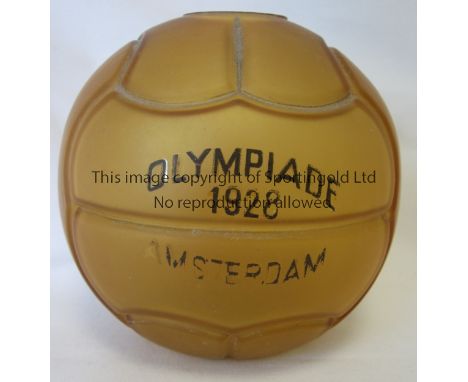 OLYMPIADE
This image copyright of Sportingold Ltd
1928
No reproduction allowed
AMSTERDAM